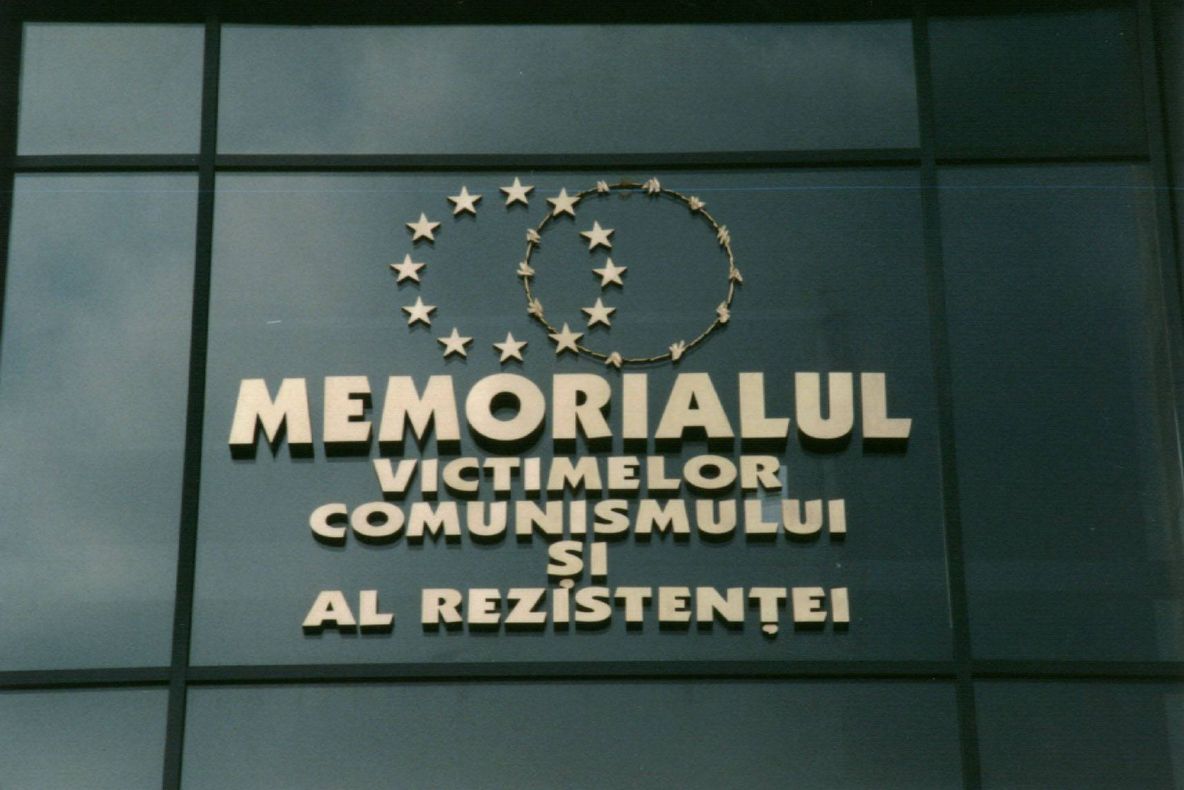 MEMORIALUL
VICTIMELOR
COMUNISMULUI
ȘI
AL REZISTENȚEI